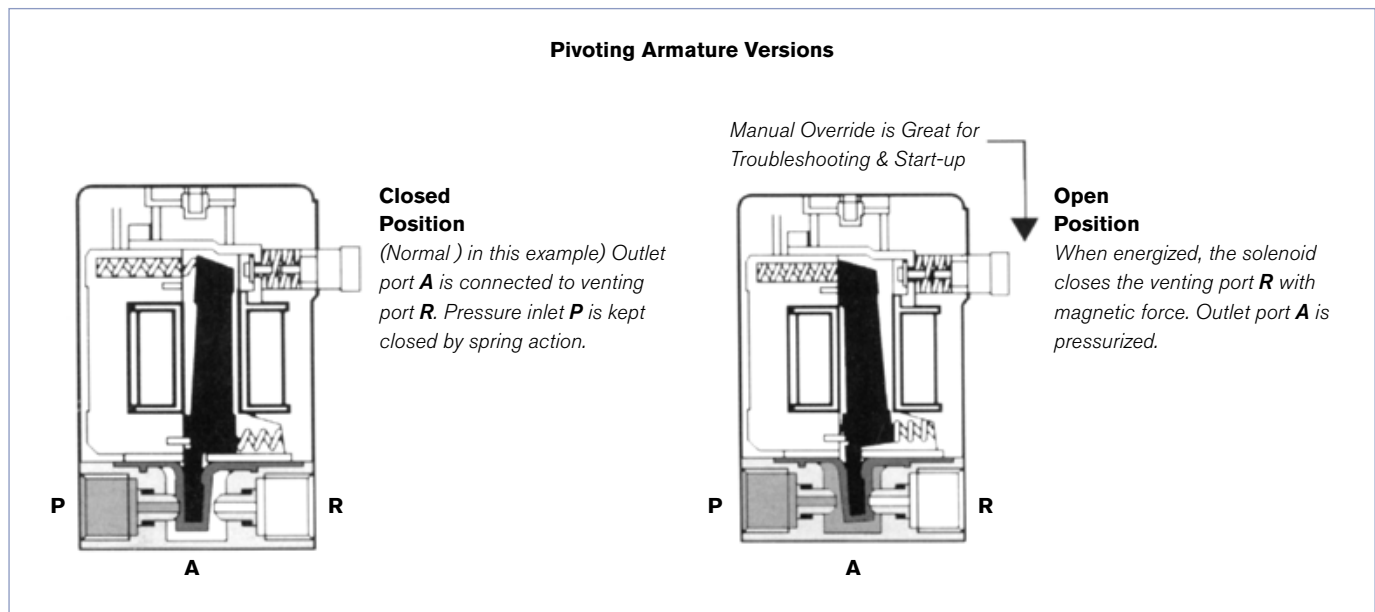 Pivoting Armature Versions
Closed
Position
(Normal ) in this example) Outlet
port A is connected to venting
port R. Pressure inlet P is kept
closed by spring action.
P
R
A
Manual Override is Great for
Troubleshooting & Start-up
Open
Position
When energized, the solenoid
closes the venting port R with
magnetic force. Outlet port A is
pressurized.
P
R
A